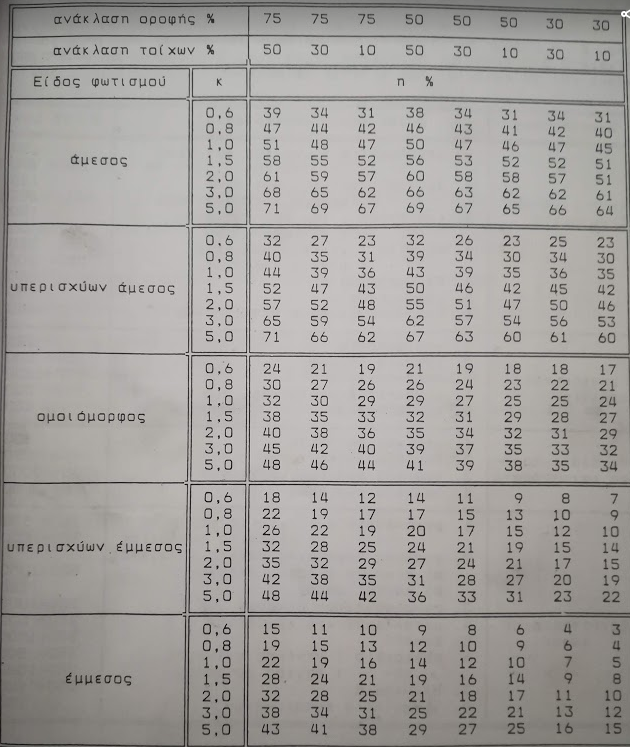 ανάκλαση οροφής % 75 75 75 50 50 50 30 30
ανάκλαση τοίχων % 50 30 10 50 30 10 30 10
Είδος φωτισμού κ n %
0,6 39 34 31 38 34 31 34 31
0,8 47 44 42 46 43 41 42 40
1,0 51 48 47 50 47 46 47 45
άμεσος 1,5 58 55 52 56 53 52 52 51
2,0 61 59 57 60 58 58 57 51
3,0 68 65 62 66 63 62 62 61
5,0 71 69 67 69 67 65 66 64
0,6 32 27 23 32 26 23 25 23
0,8 40 35 31 39 34 30 34 30
1,0 44 39 36 43 39 35 36 35
υπερισχύων άμεσος 1,5 52 47 43 50 46 42 45 42
2,0 57 52 48 55 51 47 50 46
3,0 65 59 54 62 57 54 56 53
5,0 71 66 62 67 63 60 61 60
0,6 24 21 19 21 19 18 18 17
0,8 30 27 26 26 24 23 22 21
1,0 32 30 29 29 27 25 25 24
ομοιόμορφος 1,5 38 35 33 32 31 29 28 27
2,0 40 38 36 35 34 32 31 29
3,0 45 42 40 39 37 35 33 32
5,0 48 46 44 41 39 38 35 34
0,6 18 14 12 14 11 9 8 7
0,8 22 19 17 17 15 13 10 9
1,0 26 22 19 20 17 15 12 10
υπερισχύων έμμεσος 1,5 32 28 25 24 21 19 15 14
2,0 35 32 29 27 24 21 17 15
3,0 42 38 35 31 28 27 20 19
5,0 48 44 42 36 33 31 23 22
0,6 15 11 10 9 8 6 4 3
0,8 19 15 13 12 10 9 6 4
1,0 22 19 16 14 12 10 7 5
έμμεσος 1,5 28 24 21 19 16 14 9 8
2,0 32 28 25 21 18 17 11 10
3,0 38 34 31 25 22 21 13 12
5,0 43 41 38 29 27 25 16 15